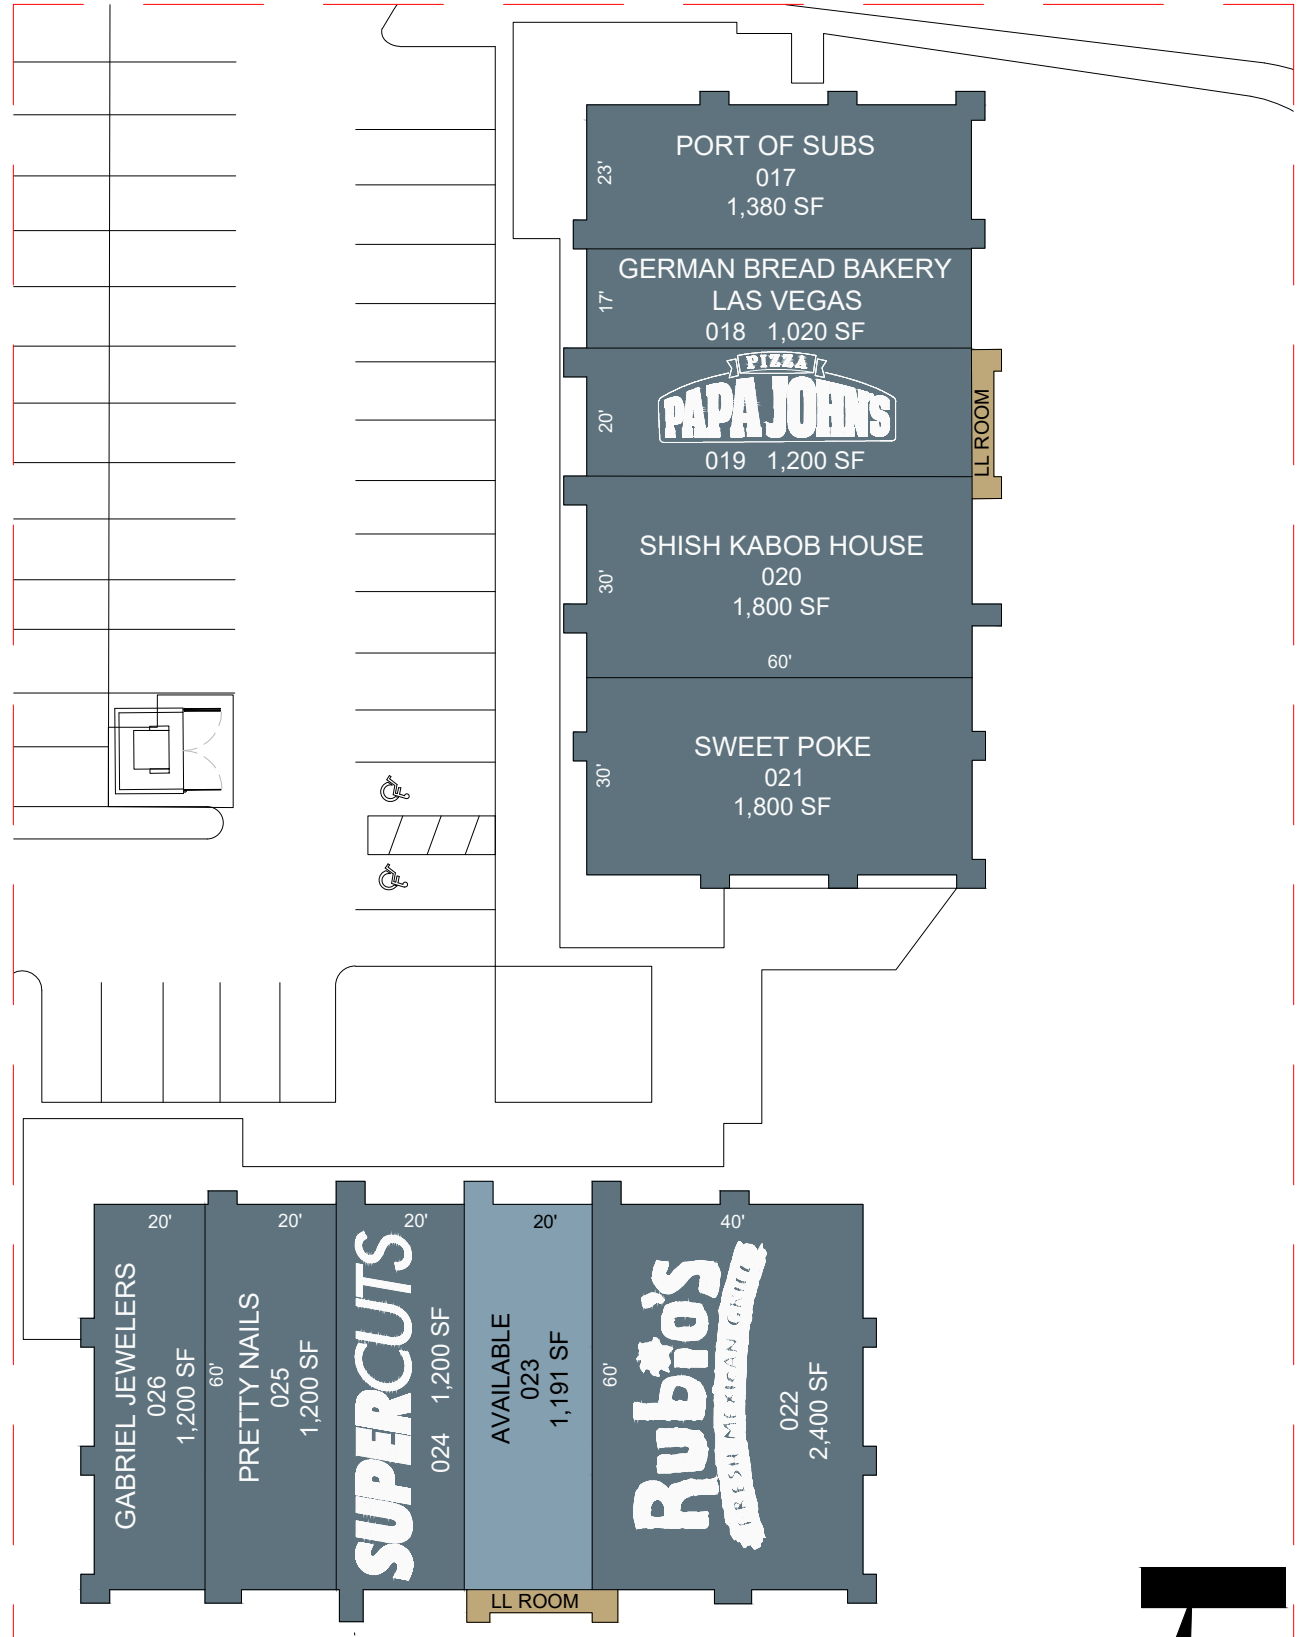 PORT OF SUBS
017
1,380 SF
23'
GERMAN BREAD BAKERY
LAS VEGAS
018 1,020 SF
17'
PIZZA
PAPA JOHN'S
019 1,200 SF
20'
LL ROOM
SHISH KABOB HOUSE
020
1,800 SF
30'
60'
SWEET POKE
021
1,800 SF
30'
20'
GABRIEL JEWELERS
026
1,200 SF
60'
20'
PRETTY NAILS
025
1,200 SF
20'
SUPERCUTS
024 1,200 SF
20'
AVAILABLE
023
1,191 SF
LL ROOM
40'
60'
Rubio's
FRESH MEXICAN GRILL
022
2,400 SF